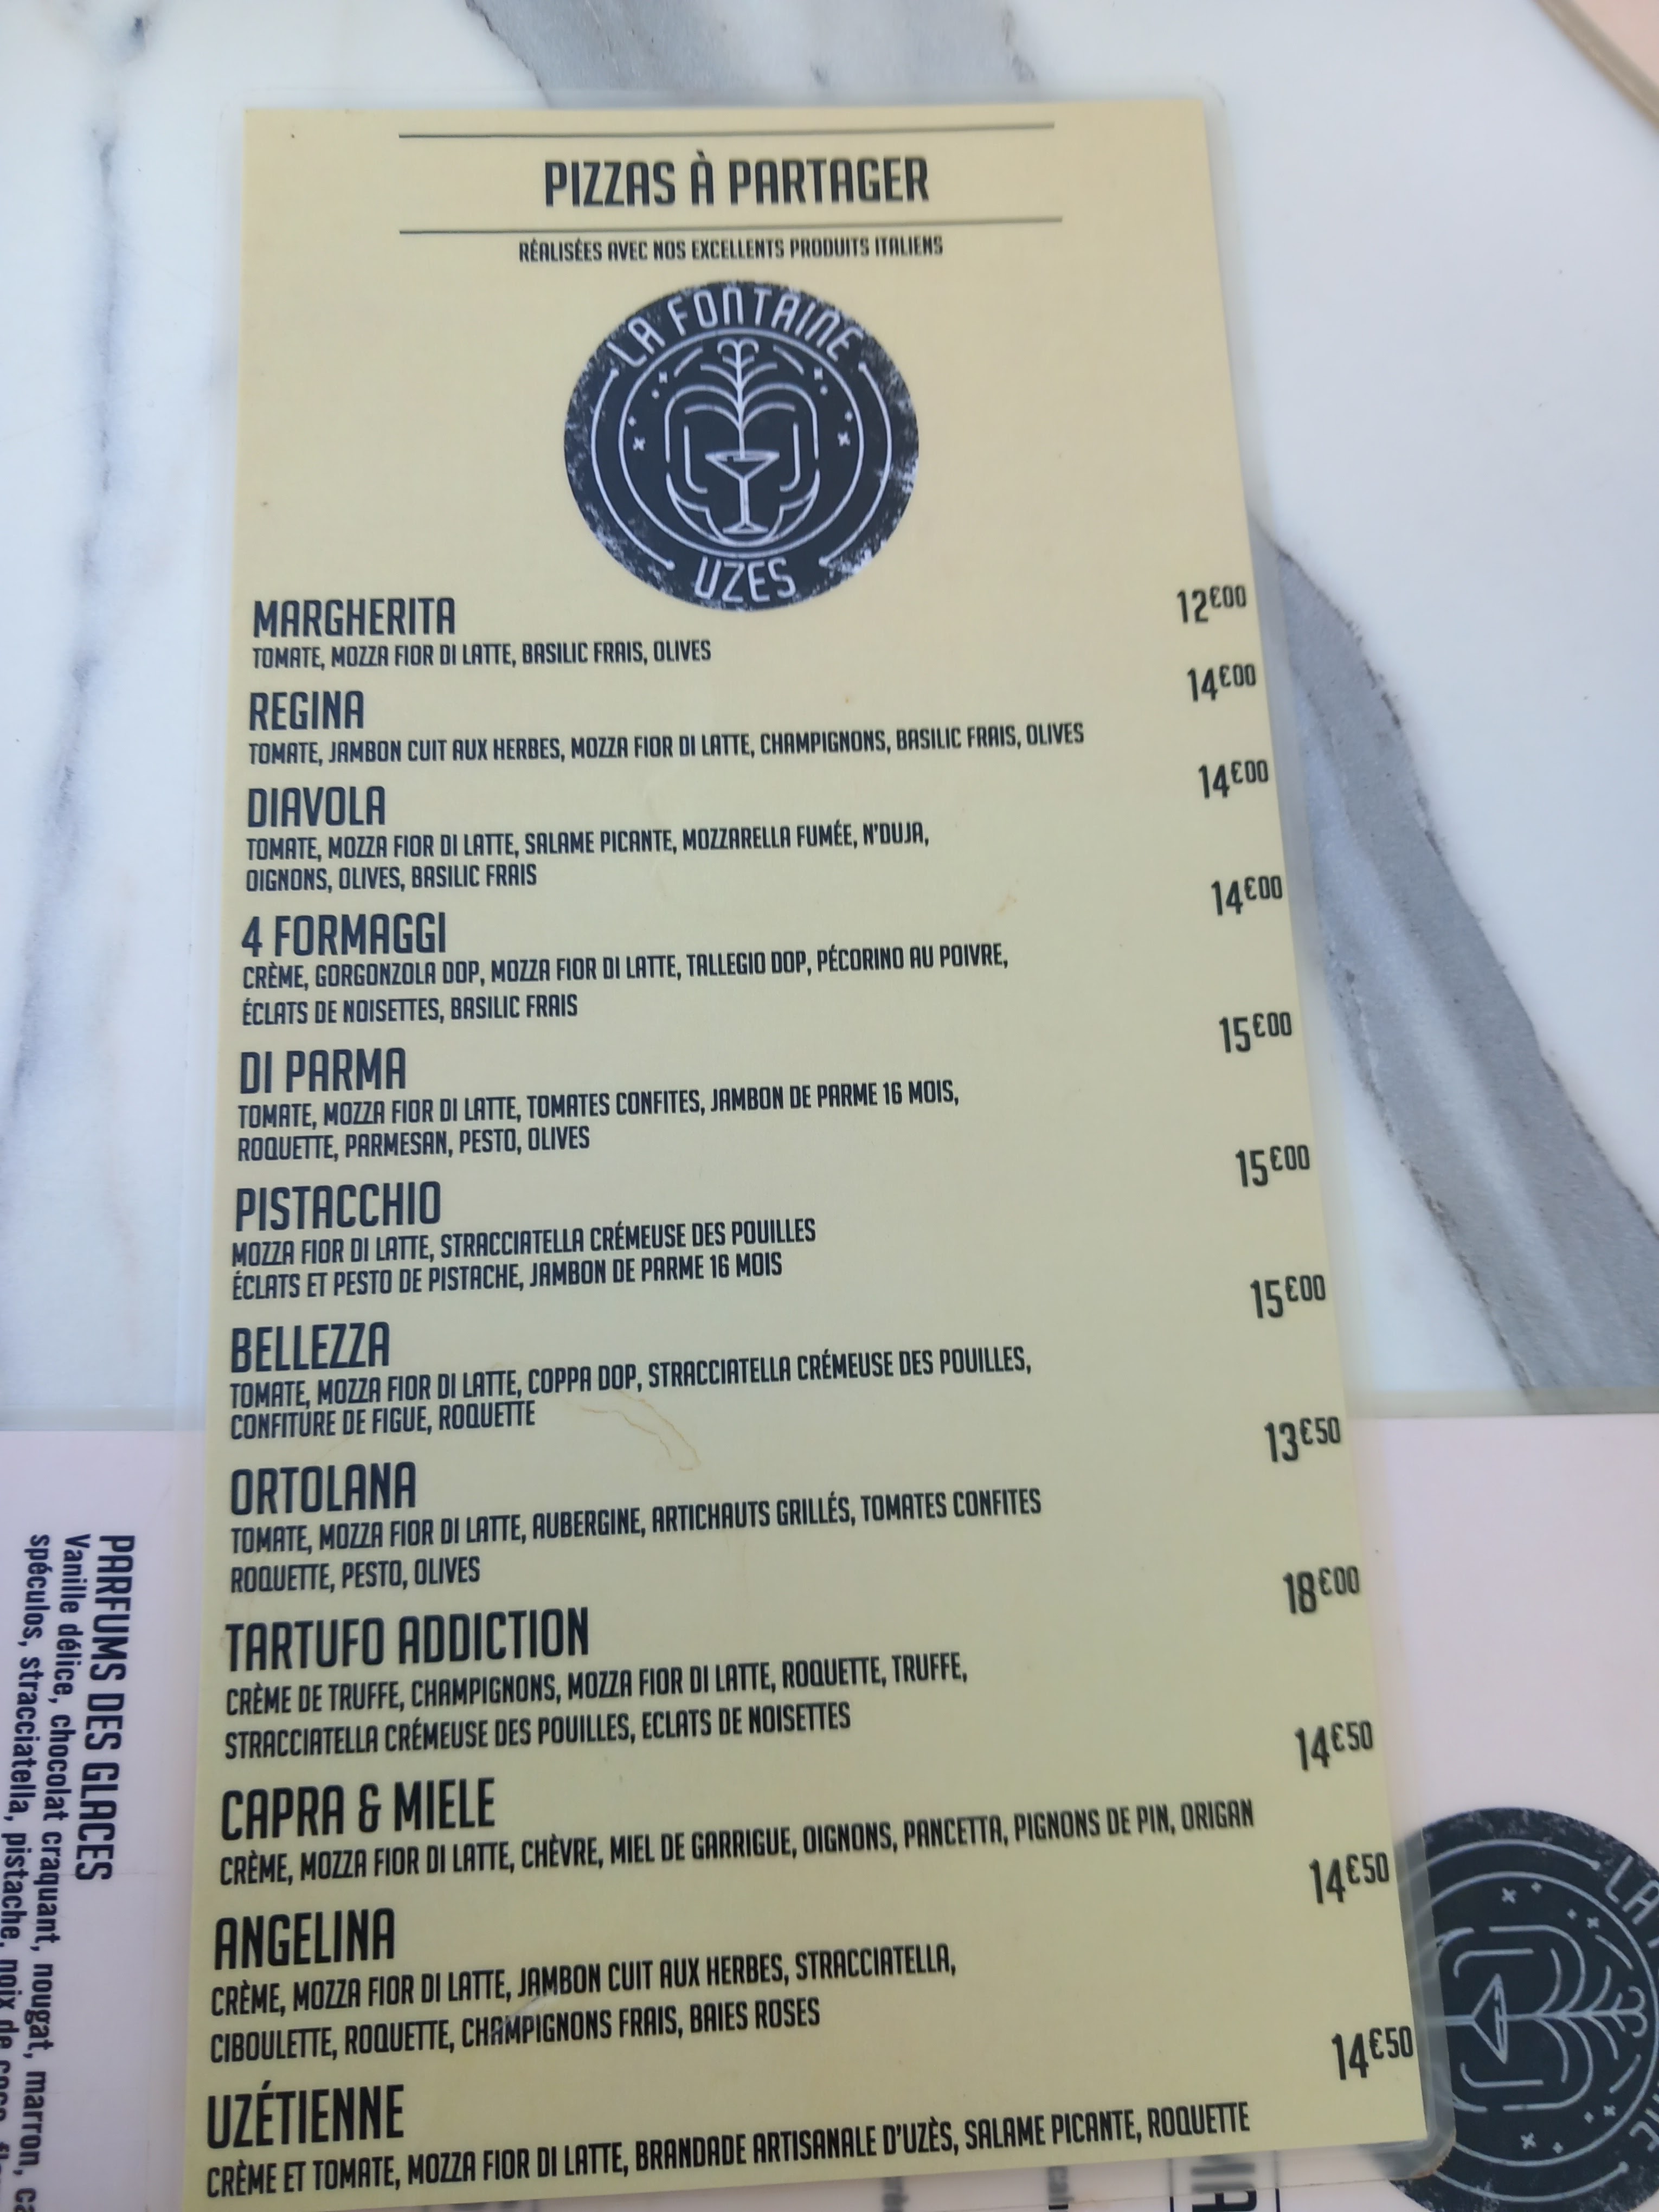 PIZZAS À PARTAGER
RÉALISÉES AVEC NOS EXCELLENTS PRODUITS ITALIENS
LA FONTAINE
UZES
MARGHERITA 12€00
TOMATE, MOZZA FIOR DI LATTE, BASILIC FRAIS, OLIVES
REGINA 14€00
TOMATE, JAMBON CUIT AUX HERBES, MOZZA FIOR DI LATTE, CHAMPIGNONS, BASILIC FRAIS, OLIVES
DIAVOLA 14€00
TOMATE, MOZZA FIOR DI LATTE, SALAME PICANTE, MOZZARELLA FUMÉE, N'DUJA,
OIGNONS, OLIVES, BASILIC FRAIS
4 FORMAGGI 14€00
CRÈME, GORGONZOLA DOP, MOZZA FIOR DI LATTE, TALLEGIO DOP, PÉCORINO AU POIVRE,
ÉCLATS DE NOISETTES, BASILIC FRAIS
DI PARMA 15€00
TOMATE, MOZZA FIOR DI LATTE, TOMATES CONFITES, JAMBON DE PARME 16 MOIS,
ROQUETTE, PARMESAN, PESTO, OLIVES
PISTACCHIO 15€00
MOZZA FIOR DI LATTE, STRACCIATELLA CRÉMEUSE DES POUILLES
ÉCLATS ET PESTO DE PISTACHE, JAMBON DE PARME 16 MOIS
BELLEZZA 15€00
TOMATE, MOZZA FIOR DI LATTE, COPPA DOP, STRACCIATELLA CRÉMEUSE DES POUILLES,
CONFITURE DE FIGUE, ROQUETTE
ORTOLANA 13€50
TOMATE, MOZZA FIOR DI LATTE, AUBERGINE, ARTICHAUTS GRILLÉS, TOMATES CONFITES
ROQUETTE, PESTO, OLIVES
TARTUFO ADDICTION 18€00
CRÈME DE TRUFFE, CHAMPIGNONS, MOZZA FIOR DI LATTE, ROQUETTE, TRUFFE,
STRACCIATELLA CRÉMEUSE DES POUILLES, ECLATS DE NOISETTES
CAPRA & MIELE 14€50
CRÈME, MOZZA FIOR DI LATTE, CHÈVRE, MIEL DE GARRIGUE, OIGNONS, PANCETTA, PIGNONS DE PIN, ORIGAN
ANGELINA 14€50
CRÈME, MOZZA FIOR DI LATTE, JAMBON CUIT AUX HERBES, STRACCIATELLA,
CIBOULETTE, ROQUETTE, CHAMPIGNONS FRAIS, BAIES ROSES
UZÉTIENNE 14€50
CRÈME ET TOMATE, MOZZA FIOR DI LATTE, BRANDADE ARTISANALE D'UZÈS, SALAME PICANTE, ROQUETTE
PARFUMS DES GLACES
Vanille délice, chocolat craquant, nougat, marron, ca
spéculos, stracciatella, pistache, noix de coco,
LA